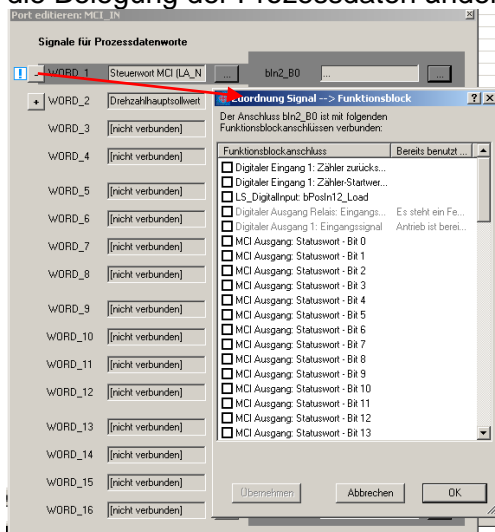 die Belegung der Prozessdaten änder
Port editieren: MCI_IN
Signale für Prozessdatenworte
! - WORD_1 Steuerwort MCI (LA_N ... bIn2_B0 ... ...
+ WORD_2 Drehzahlhauptsollwert
WORD_3 [nicht verbunden]
WORD_4 [nicht verbunden]
WORD_5 [nicht verbunden]
WORD_6 [nicht verbunden]
WORD_7 [nicht verbunden]
WORD_8 [nicht verbunden]
WORD_9 [nicht verbunden]
WORD_10 [nicht verbunden]
WORD_11 [nicht verbunden]
WORD_12 [nicht verbunden]
WORD_13 [nicht verbunden]
WORD_14 [nicht verbunden]
WORD_15 [nicht verbunden]
WORD_16 [nicht verbunden]
Zuordnung Signal --> Funktionsblock ? X
Der Anschluss bIn2_B0 ist mit folgenden
Funktionsblockanschlüssen verbunden:
Funktionsblockanschluss Bereits benutzt ...
Digitaler Eingang 1: Zähler zurücks...
Digitaler Eingang 1: Zähler-Startwer...
LS_DigitalInput: bPosIn12_Load
Digitaler Ausgang Relais: Eingangs... Es steht ein Fe...
Digitaler Ausgang 1: Eingangssignal Antrieb ist berei...
MCI Ausgang: Statuswort - Bit 0
MCI Ausgang: Statuswort - Bit 1
MCI Ausgang: Statuswort - Bit 2
MCI Ausgang: Statuswort - Bit 3
MCI Ausgang: Statuswort - Bit 4
MCI Ausgang: Statuswort - Bit 5
MCI Ausgang: Statuswort - Bit 6
MCI Ausgang: Statuswort - Bit 7
MCI Ausgang: Statuswort - Bit 8
MCI Ausgang: Statuswort - Bit 9
MCI Ausgang: Statuswort - Bit 10
MCI Ausgang: Statuswort - Bit 11
MCI Ausgang: Statuswort - Bit 12
MCI Ausgang: Statuswort - Bit 13
Übernehmen Abbrechen OK